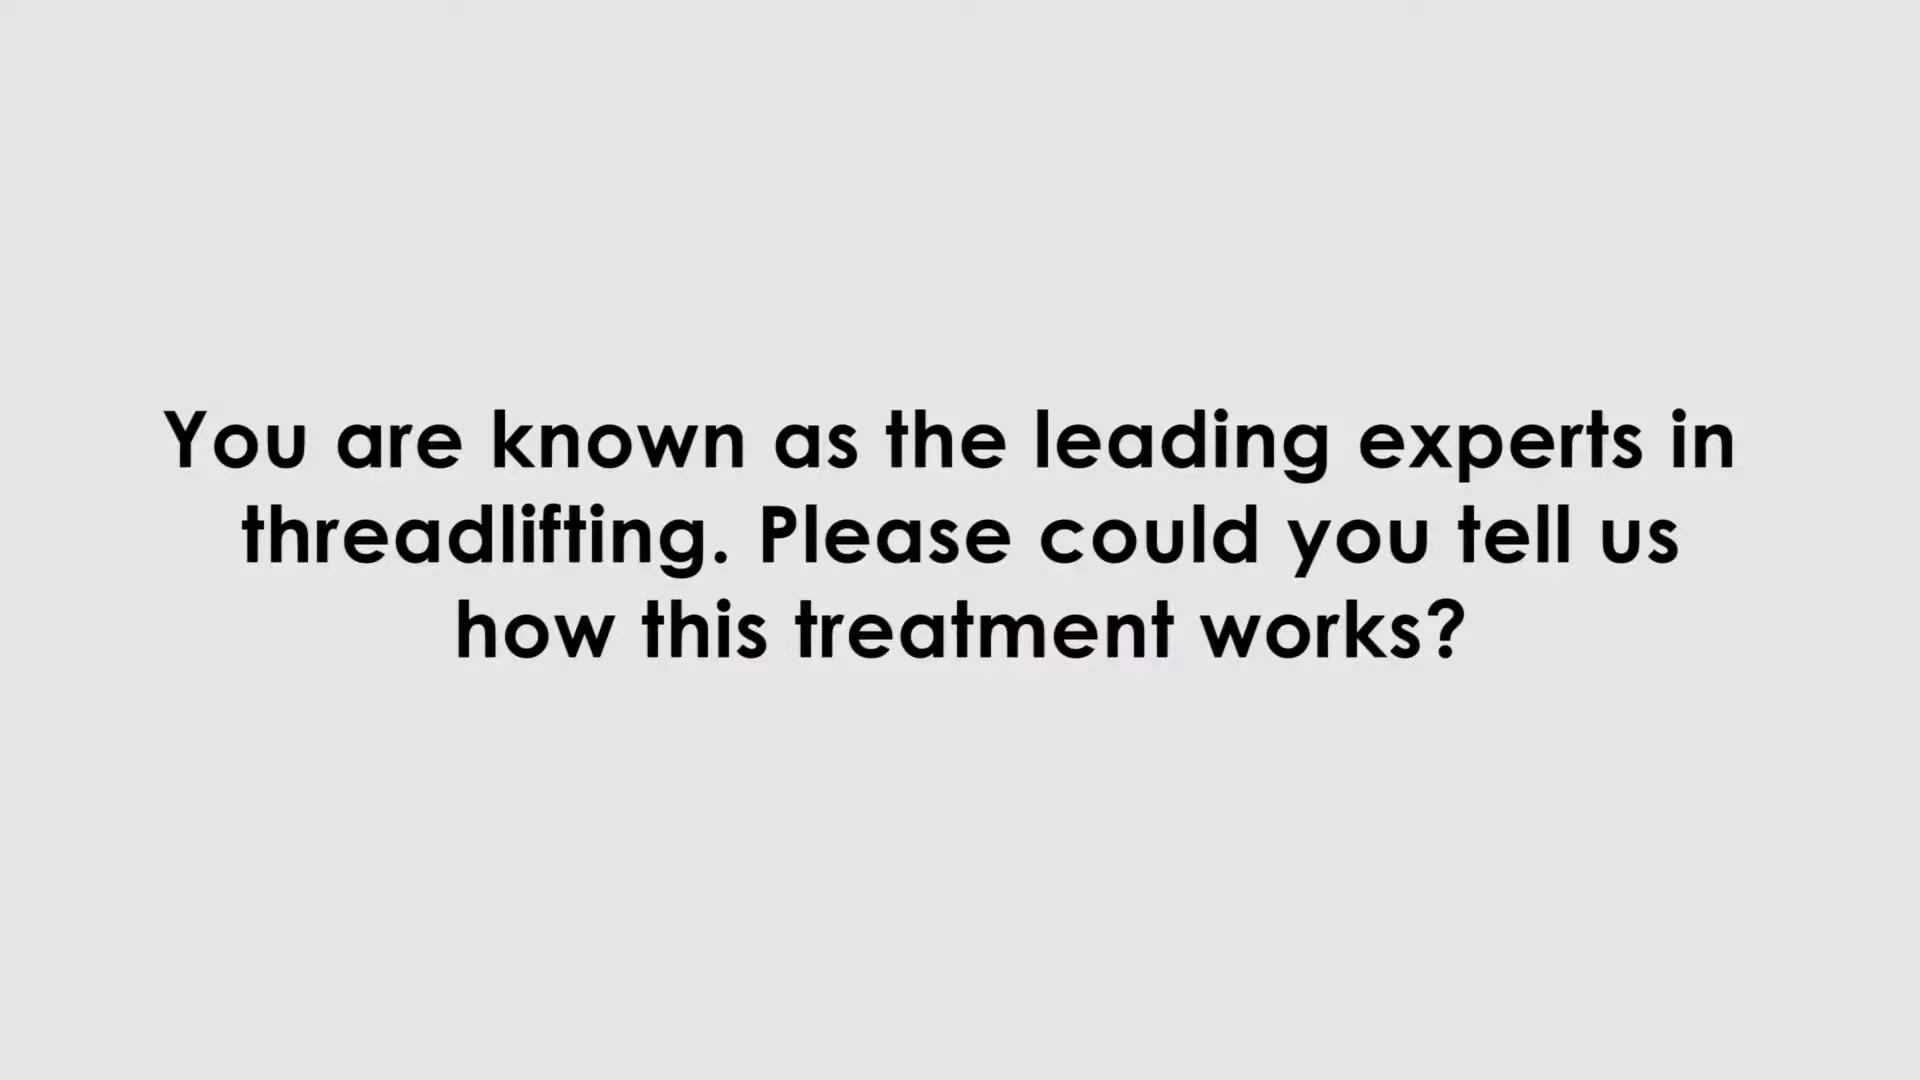 You are known as the leading experts in
threadlifting. Please could you tell us
how this treatment works?